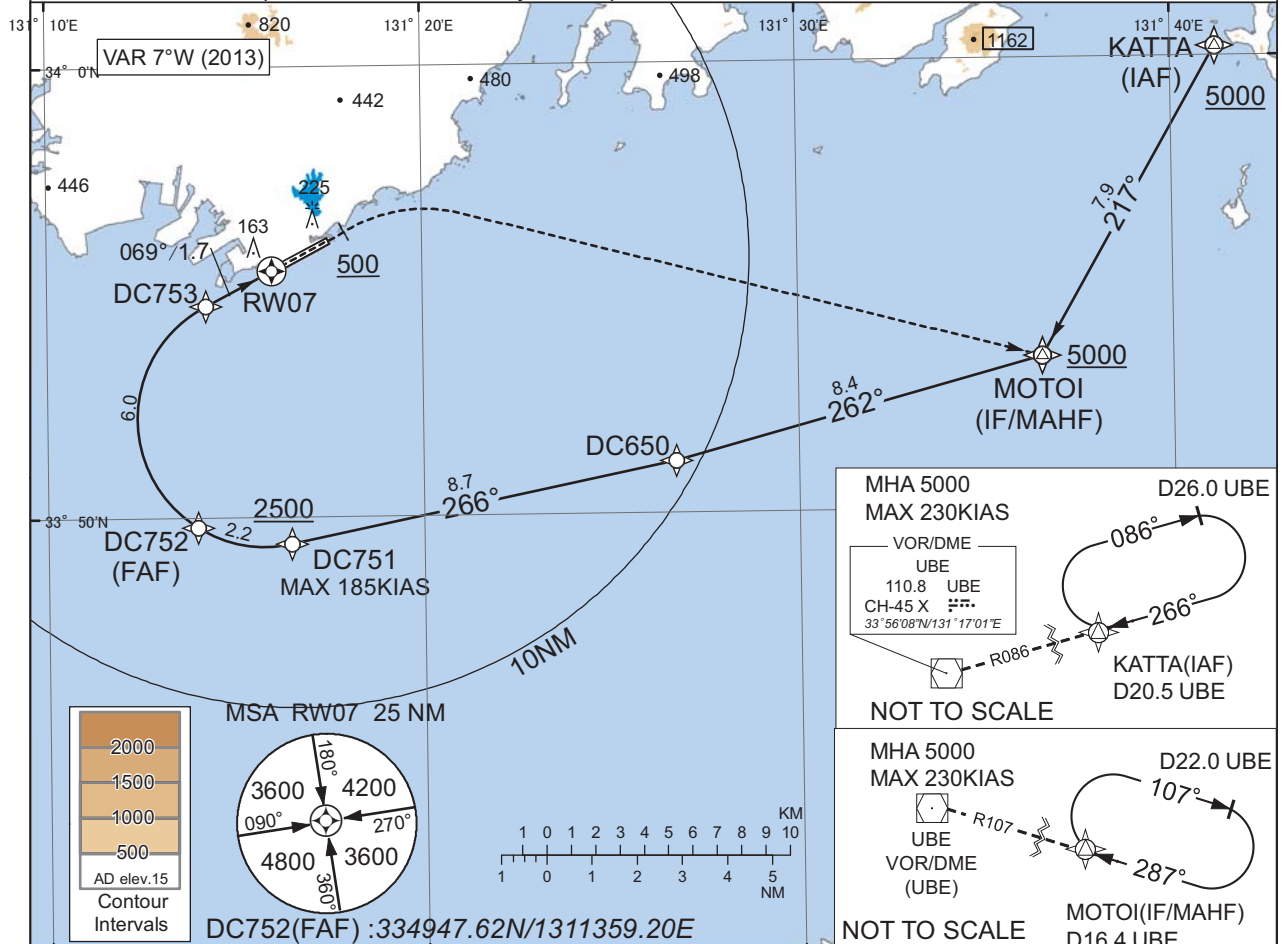 131° 10'E
131° 20'
131° 30'
131° 40'
820
VAR 7°W (2013)
34° 0'N
442
480
498
1162
KATTA
(IAF)
5000
446
225
163
069°/1.7
500
DC753
RW07
7.9
217°
5000
MOTOI
(IF/MAHF)
8.4
262°
DC650
6.0
8.7
266°
2500
33° 50'N
2.2
DC752
(FAF)
DC751
MAX 185KIAS
10NM
MHA 5000
MAX 230KIAS
D26.0 UBE
VOR/DME
UBE
110.8 UBE
CH-45 X
33°56'08"N/131°17'01"E
086°
266°
R086
KATTA(IAF)
D20.5 UBE
NOT TO SCALE
MSA RW07 25 NM
180°
3600
4200
090°
270°
4800
3600
360°
2000
1500
1000
500
AD elev.15
Contour
Intervals
KM
1 0 1 2 3 4 5 6 7 8 9 10
1 0 1 2 3 4 5
NM
DC752(FAF) :334947.62N/1311359.20E
MHA 5000
MAX 230KIAS
D22.0 UBE
107°
R107
UBE
VOR/DME
(UBE)
287°
MOTOI(IF/MAHF)
D16.4 UBE
NOT TO SCALE